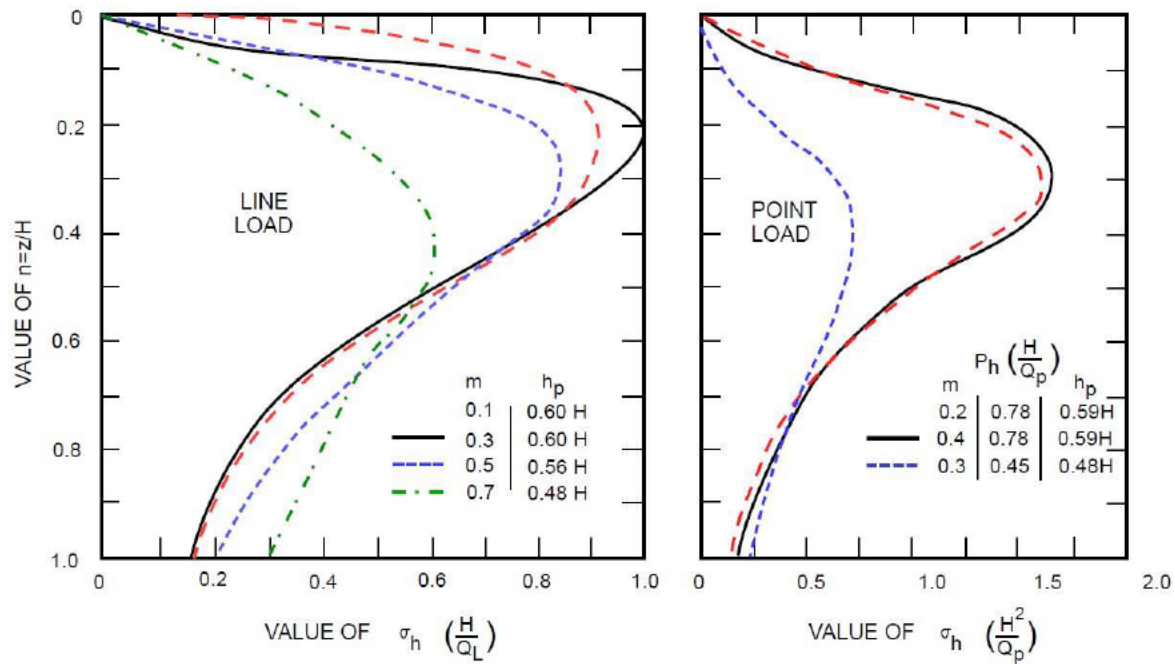 VALUE OF n=z/H
0
0.2
0.4
0.6
0.8
1.0
LINE
LOAD
m h_p
0.1 0.60 H
0.3 0.60 H
0.5 0.56 H
0.7 0.48 H
0 0.2 0.4 0.6 0.8 1.0
VALUE OF σ_h (H/Q_L)
POINT
LOAD
P_h (H/Q_p)
m h_p
0.2 0.78 0.59H
0.4 0.78 0.59H
0.3 0.45 0.48H
0 0.5 1.0 1.5 2.0
VALUE OF σ_h (H²/Q_p)